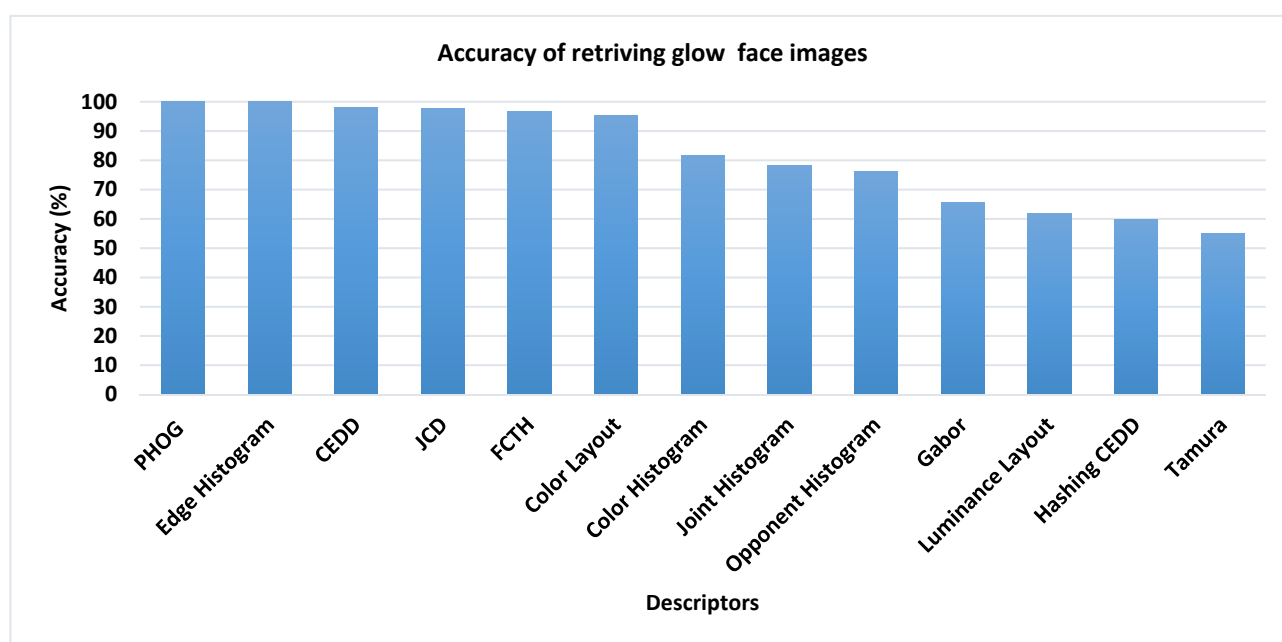 Accuracy of retriving glow  face images
100
90
80
70
60
50
40
30
20
10
0
Accuracy (%)
PHOG
Edge Histogram
CEDD
JCD
FCTH
Color Layout
Color Histogram
Joint Histogram
Opponent Histogram
Gabor
Luminance Layout
Hashing CEDD
Tamura
Descriptors